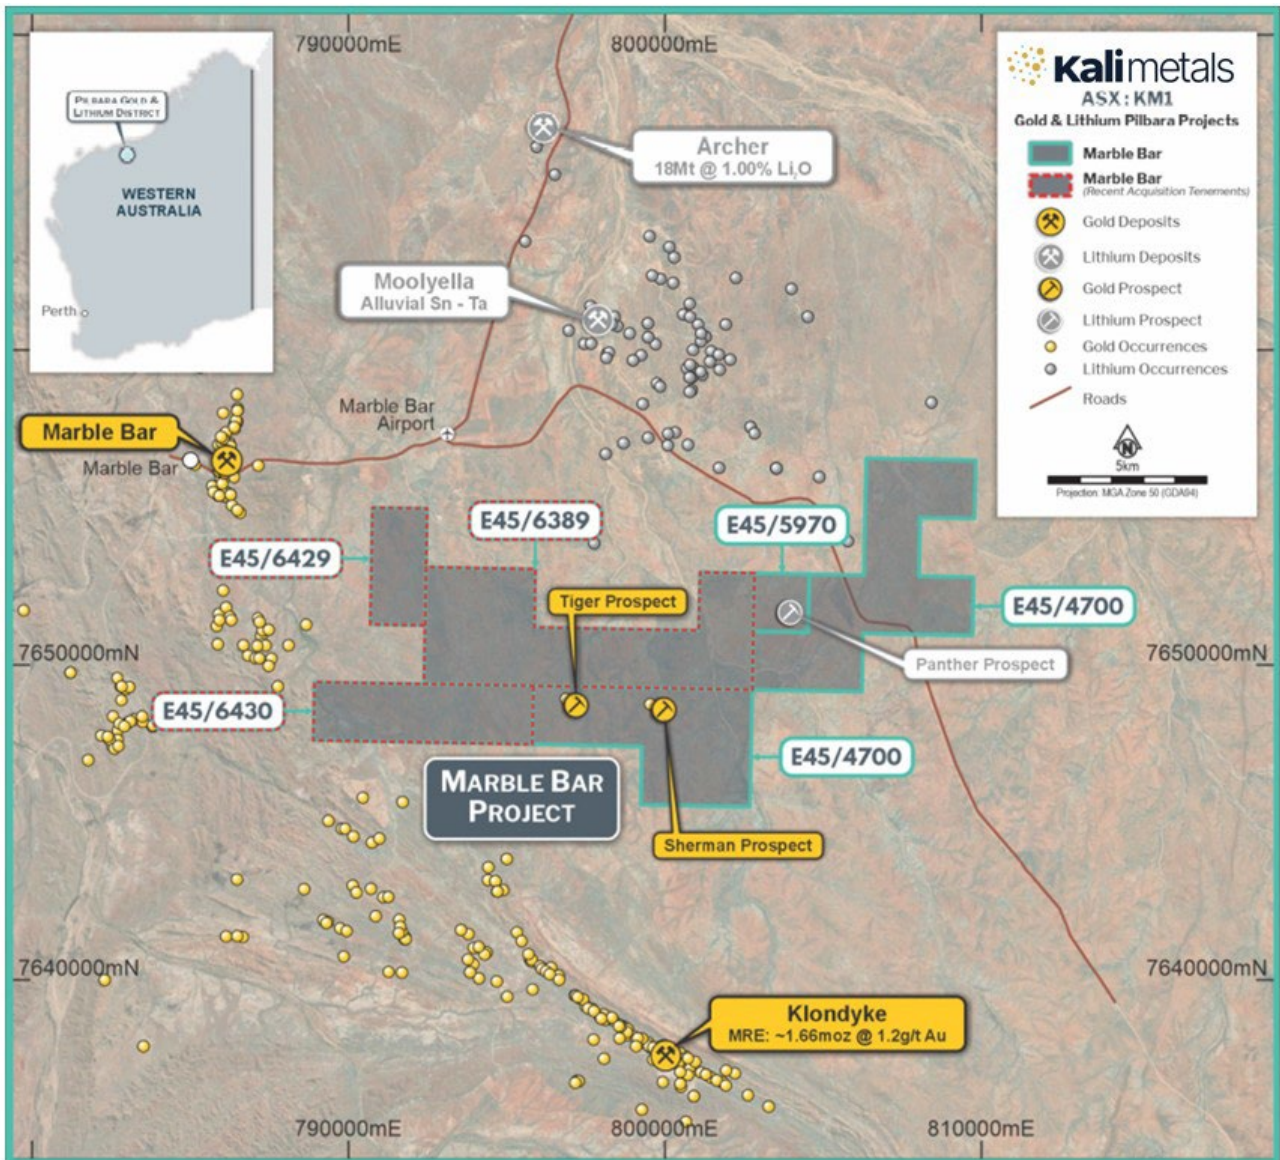 790000mE
800000mE
PILBARA GOLD &
LITHIUM DISTRICT
WESTERN
AUSTRALIA
Perth
Kalimetals
ASX : KM1
Gold & Lithium Pilbara Projects
Marble Bar
Marble Bar
(Recent Acquisition Tenements)
Gold Deposits
Lithium Deposits
Gold Prospect
Lithium Prospect
Gold Occurrences
Lithium Occurrences
Roads
N
5km
Projection: MGA Zone 50 (GDA94)
Archer
18Mt @ 1.00% Li₂O
Moolyella
Alluvial Sn - Ta
Marble Bar
Airport
Marble Bar
Marble Bar
E45/6389
E45/5970
E45/6429
Tiger Prospect
E45/4700
Panther Prospect
7650000mN
7650000mN
E45/6430
E45/4700
MARBLE BAR
PROJECT
Sherman Prospect
7640000mN
7640000mN
Klondyke
MRE: ~1.66moz @ 1.2g/t Au
790000mE
800000mE
810000mE